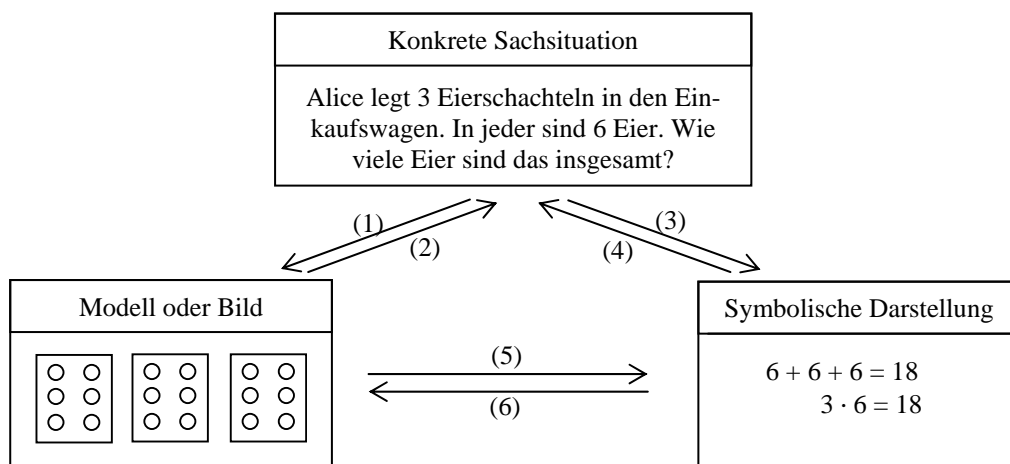 Konkrete Sachsituation
Alice legt 3 Eierschachteln in den Ein-
kaufswagen. In jeder sind 6 Eier. Wie
viele Eier sind das insgesamt?
(1)
(2)
(3)
(4)
Modell oder Bild
(5)
(6)
Symbolische Darstellung
6 + 6 + 6 = 18
3 · 6 = 18